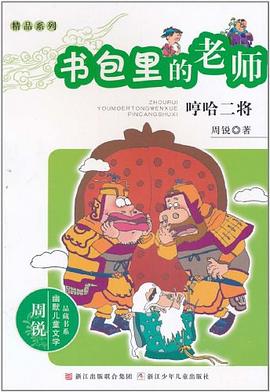 精品系列
书包里的老师
ZHOURUI
YOUMOERTONGWENXUE
PINCANGSHUXI
哼哈二将
周锐◎著
品藏书系
幽默儿童文学
周锐
浙江出版联合集团
浙江少年儿童出版社